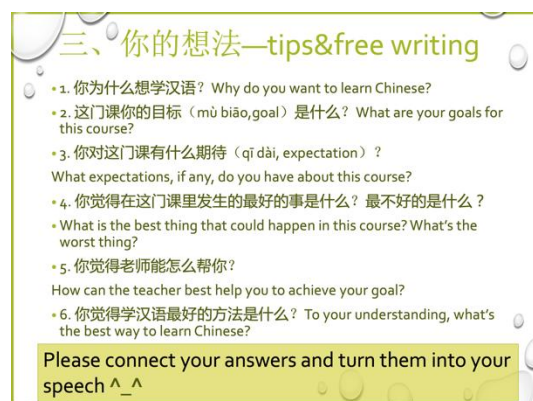 三、你的想法—tips&free writing
• 1. 你为什么想学汉语？Why do you want to learn Chinese?
• 2. 这门课你的目标（mù biāo,goal）是什么？What are your goals for
this course?
• 3. 你对这门课有什么期待（qī dài, expectation）？
What expectations, if any, do you have about this course?
• 4. 你觉得在这门课里发生的最好的事是什么？最不好的是什么？
• What is the best thing that could happen in this course? What's the
worst thing?
• 5. 你觉得老师能怎么帮你？
How can the teacher best help you to achieve your goal?
• 6. 你觉得学汉语最好的方法是什么？To your understanding, what's
the best way to learn Chinese?
Please connect your answers and turn them into your
speech ^_^